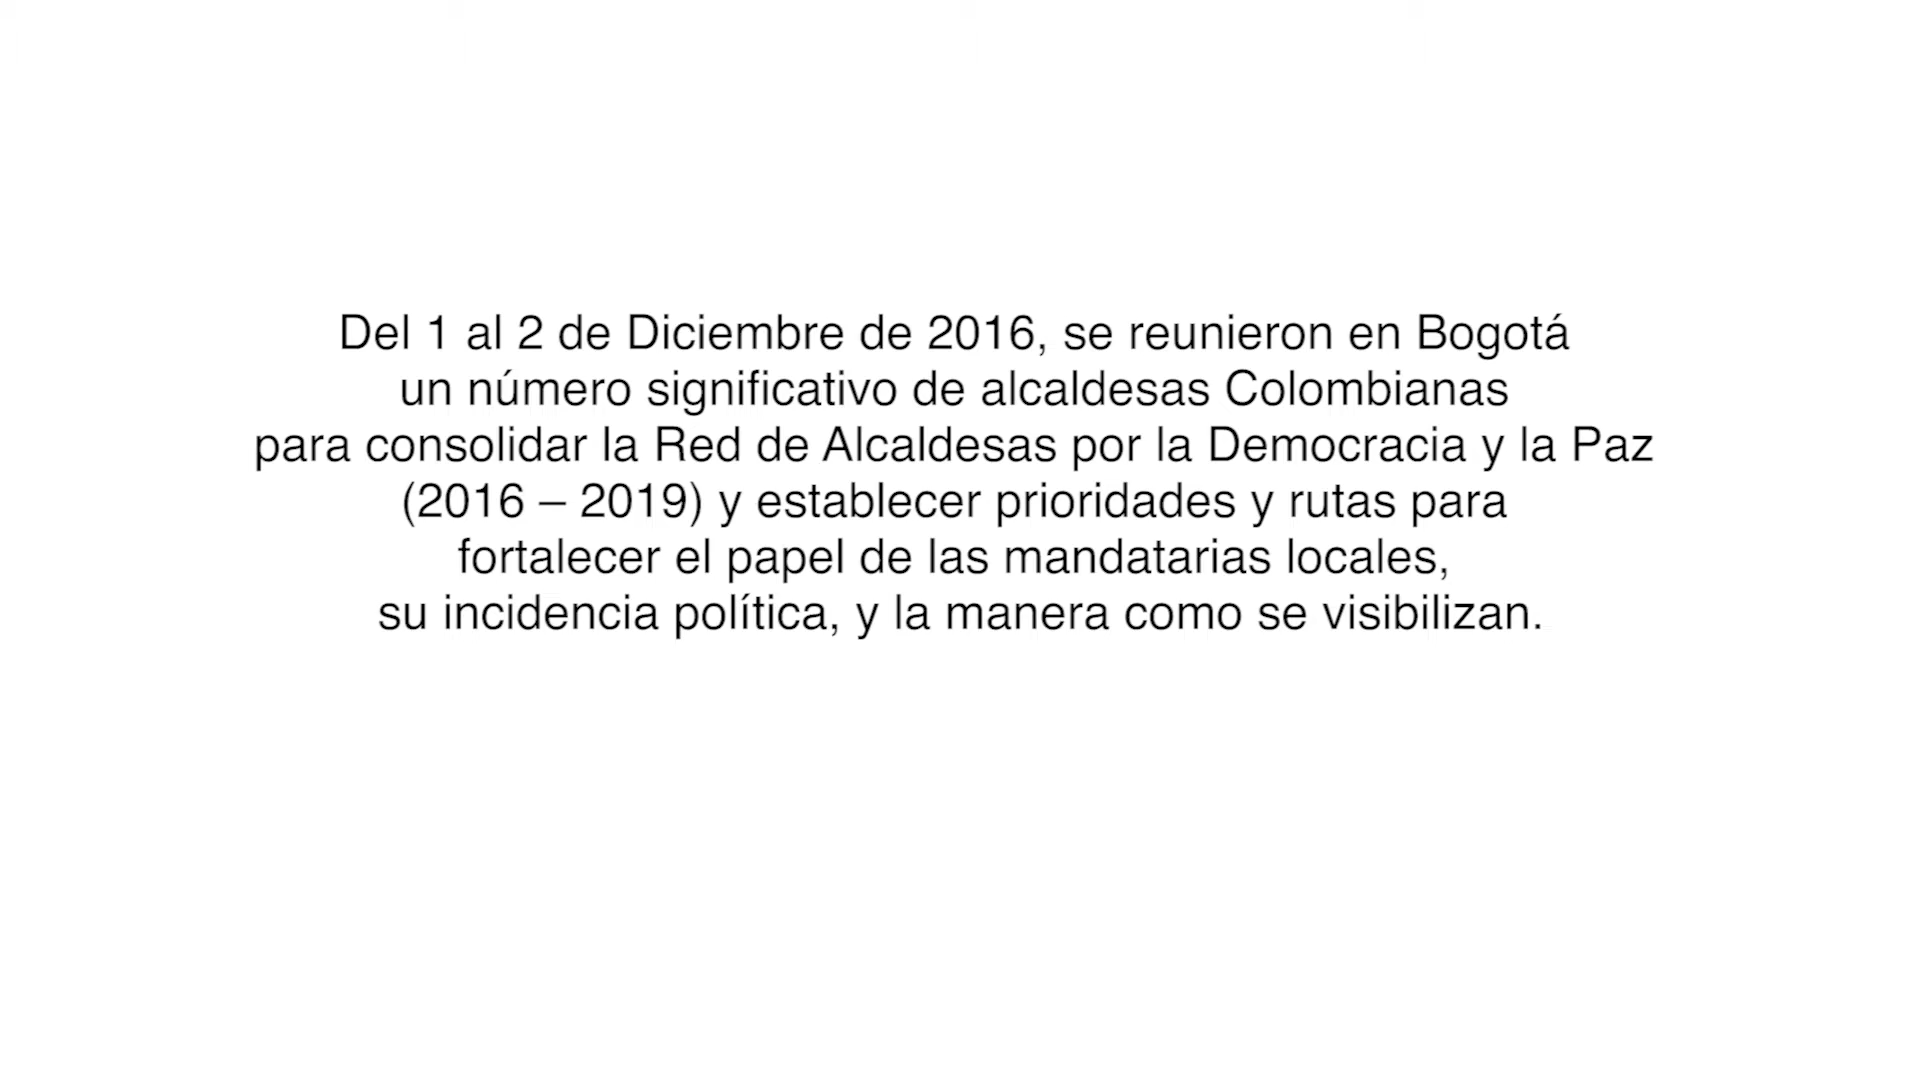 Del 1 al 2 de Diciembre de 2016, se reunieron en Bogotá
un número significativo de alcaldesas Colombianas
para consolidar la Red de Alcaldesas por la Democracia y la Paz
(2016 – 2019) y establecer prioridades y rutas para
fortalecer el papel de las mandatarias locales,
su incidencia política, y la manera como se visibilizan.